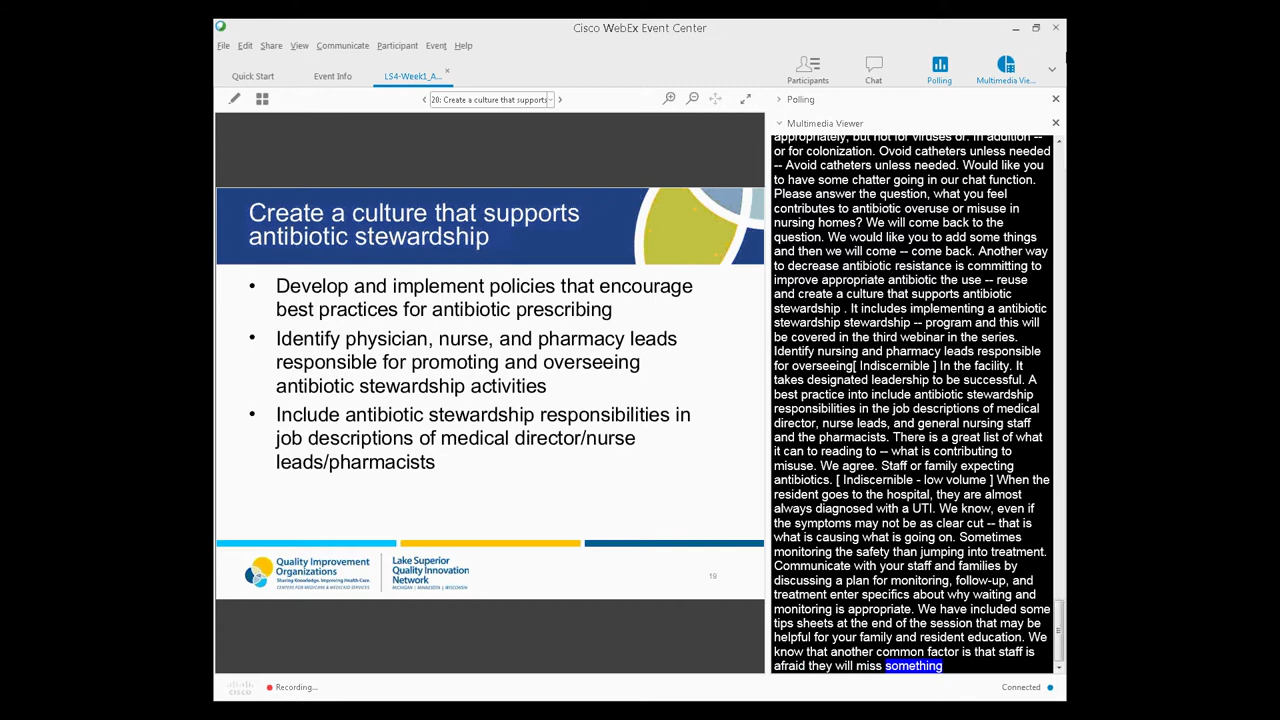 Cisco WebEx Event Center
File Edit Share View Communicate Participant Event Help
Quick Start Event Info LS4-Week1_A...
Participants Chat Polling Multimedia Vie...
20: Create a culture that supports
Polling
Multimedia Viewer
Create a culture that supports
antibiotic stewardship
• Develop and implement policies that encourage
best practices for antibiotic prescribing
• Identify physician, nurse, and pharmacy leads
responsible for promoting and overseeing
antibiotic stewardship activities
• Include antibiotic stewardship responsibilities in
job descriptions of medical director/nurse
leads/pharmacists
Quality Improvement
Organizations
Sharing Knowledge. Improving Health Care.
CENTERS FOR MEDICARE & MEDICAID SERVICES
Lake Superior
Quality Innovation
Network
MICHIGAN | MINNESOTA | WISCONSIN
19
appropriately, but not for viruses or. In addition --
or for colonization. Ovoid catheters unless needed
-- Avoid catheters unless needed. Would like you
to have some chatter going in our chat function.
Please answer the question, what you feel
contributes to antibiotic overuse or misuse in
nursing homes? We will come back to the
question. We would like you to add some things
and then we will come -- come back. Another way
to decrease antibiotic resistance is committing to
improve appropriate antibiotic the use -- reuse
and create a culture that supports antibiotic
stewardship . It includes implementing a antibiotic
stewardship stewardship -- program and this will
be covered in the third webinar in the series.
Identify nursing and pharmacy leads responsible
for overseeing[ Indiscernible ] In the facility. It
takes designated leadership to be successful. A
best practice into include antibiotic stewardship
responsibilities in the job descriptions of medical
director, nurse leads, and general nursing staff
and the pharmacists. There is a great list of what
it can to reading to -- what is contributing to
misuse. We agree. Staff or family expecting
antibiotics. [ Indiscernible - low volume ] When the
resident goes to the hospital, they are almost
always diagnosed with a UTI. We know, even if
the symptoms may not be as clear cut -- that is
what is causing what is going on. Sometimes
monitoring the safety than jumping into treatment.
Communicate with your staff and families by
discussing a plan for monitoring, follow-up, and
treatment enter specifics about why waiting and
monitoring is appropriate. We have included some
tips sheets at the end of the session that may be
helpful for your family and resident education. We
know that another common factor is that staff is
afraid they will miss something
cisco
Recording...
Connected